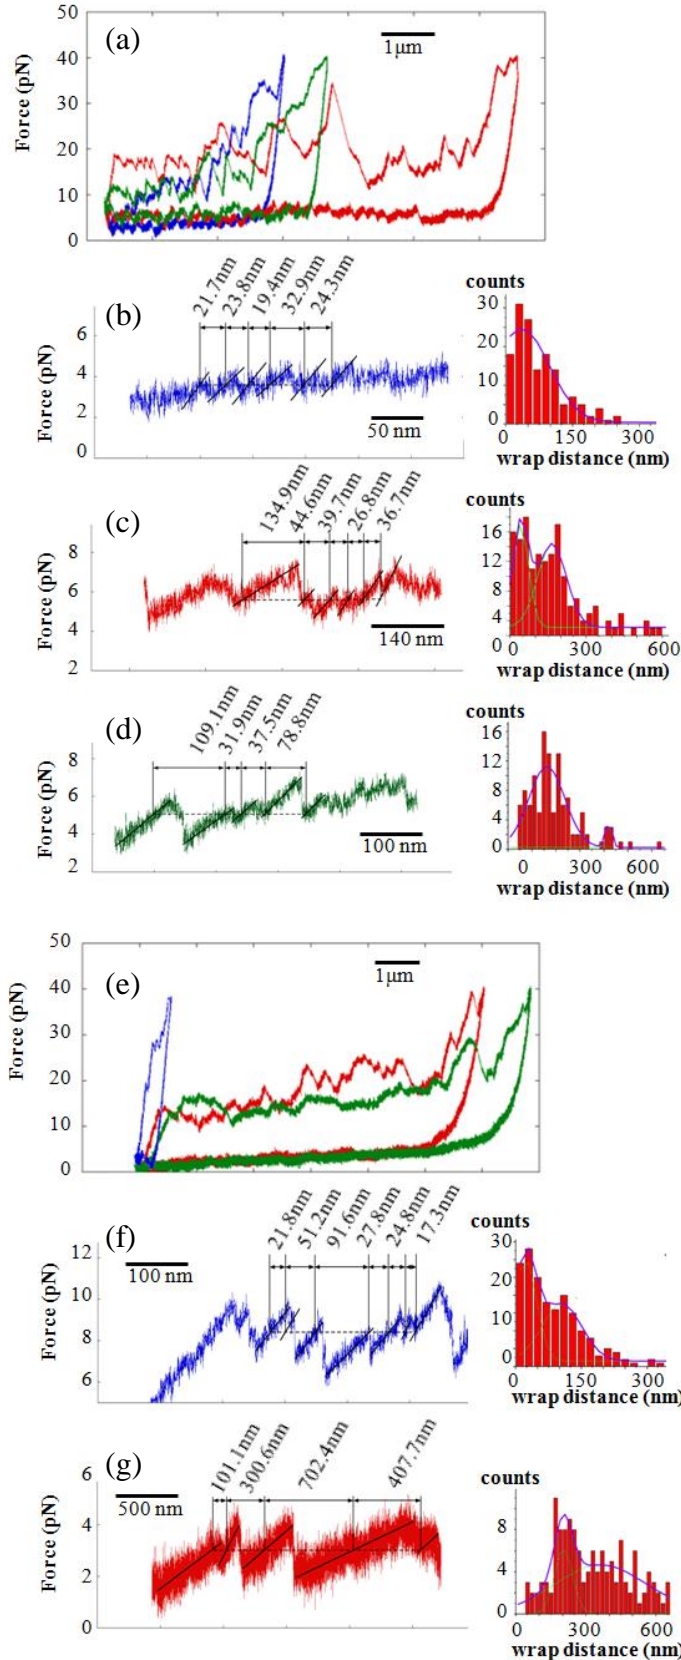 (a)
1μm
Force (pN)
50
40
30
20
10
0
(b)
21.7nm
23.8nm
19.4nm
32.9nm
24.3nm
Force (pN)
6
4
2
0
50 nm
counts
30
20
10
0
0 150 300
wrap distance (nm)
(c)
134.9nm
44.6nm
39.7nm
26.8nm
36.7nm
Force (pN)
8
6
4
2
140 nm
counts
16
12
8
4
0
0 300 600
wrap distance (nm)
(d)
109.1nm
31.9nm
37.5nm
78.8nm
Force (pN)
8
6
4
2
100 nm
counts
16
12
8
4
0
0 300 600
wrap distance (nm)
(e)
1μm
Force (pN)
50
40
30
20
10
0
(f)
21.8nm
51.2nm
91.6nm
27.8nm
24.8nm
17.3nm
100 nm
Force (pN)
12
10
8
6
counts
30
20
10
0
0 150 300
wrap distance (nm)
(g)
101.1nm
300.6nm
702.4nm
407.7nm
500 nm
Force (pN)
6
4
2
0
counts
8
4
0
0 300 600
wrap distance (nm)